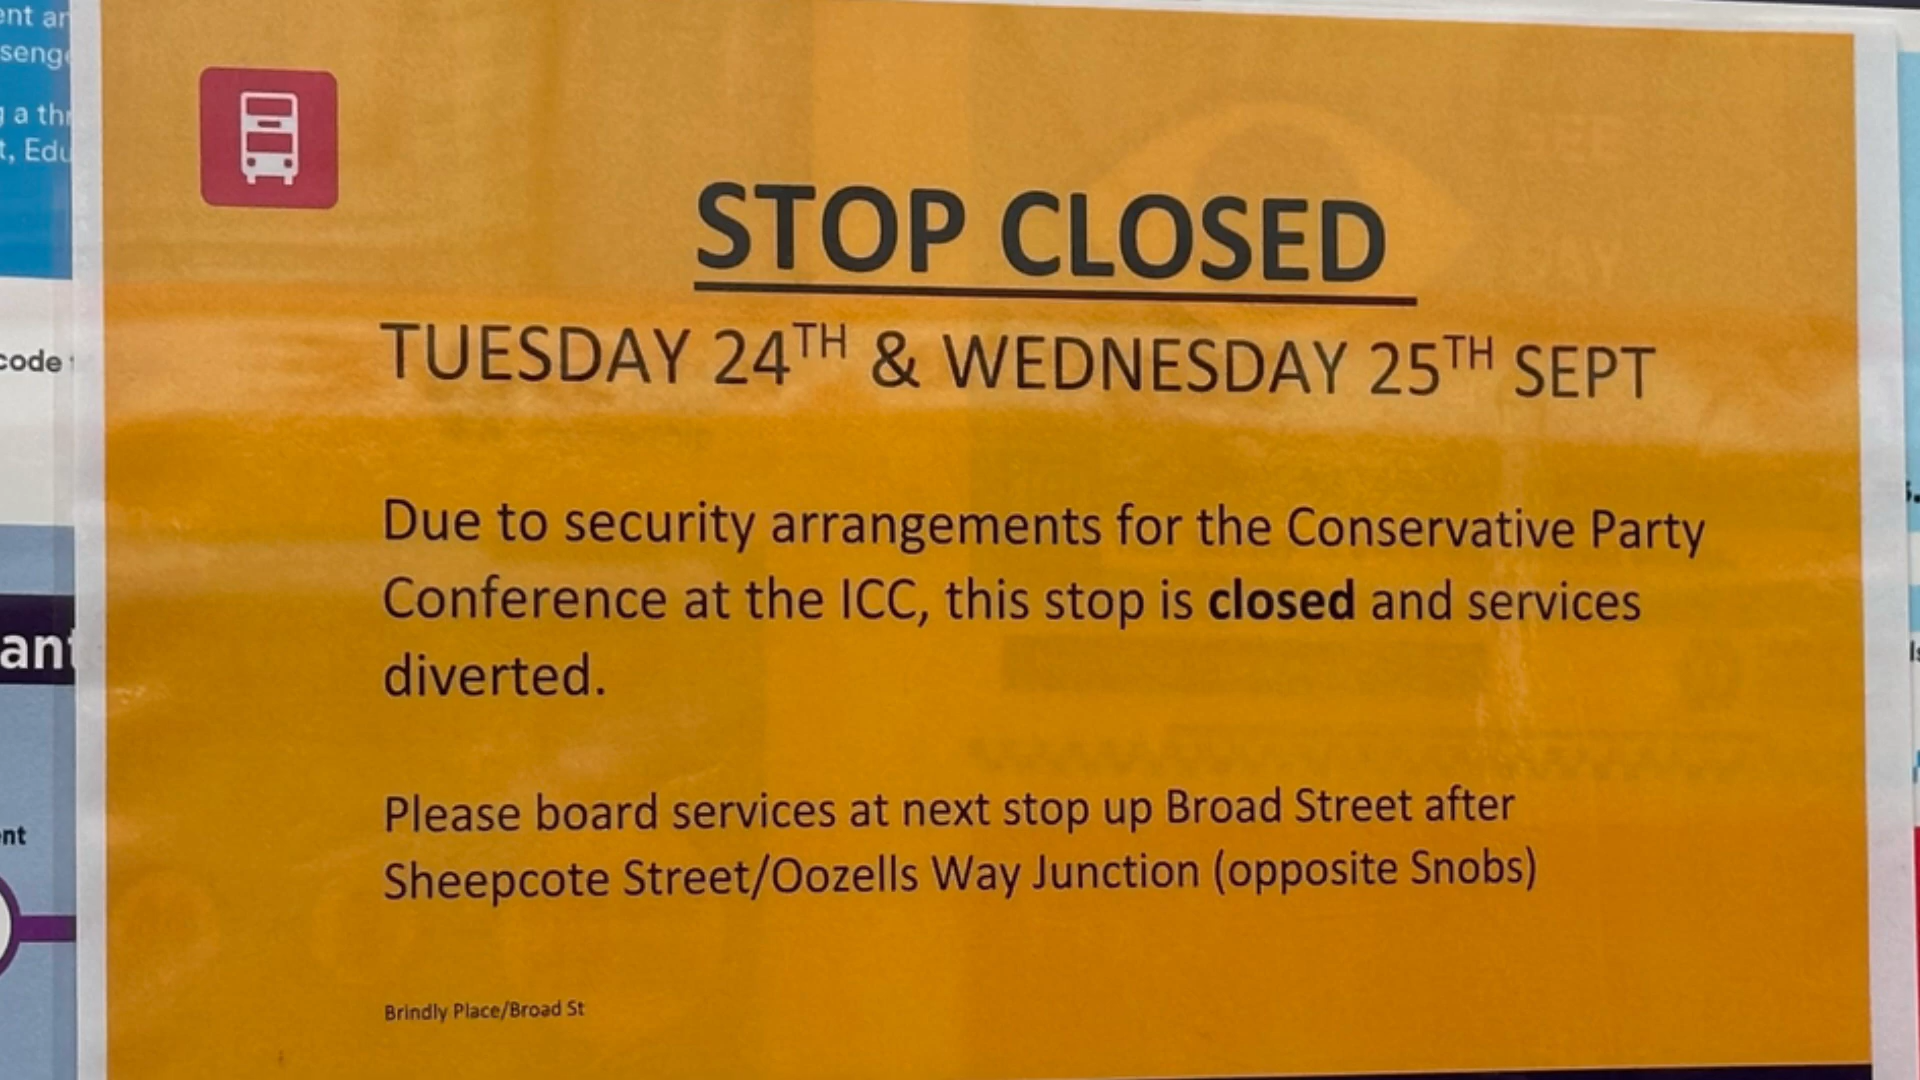 STOP CLOSED
TUESDAY 24TH & WEDNESDAY 25TH SEPT
Due to security arrangements for the Conservative Party
Conference at the ICC, this stop is closed and services
diverted.
Please board services at next stop up Broad Street after
Sheepcote Street/Oozells Way Junction (opposite Snobs)
Brindly Place/Broad St
a
code